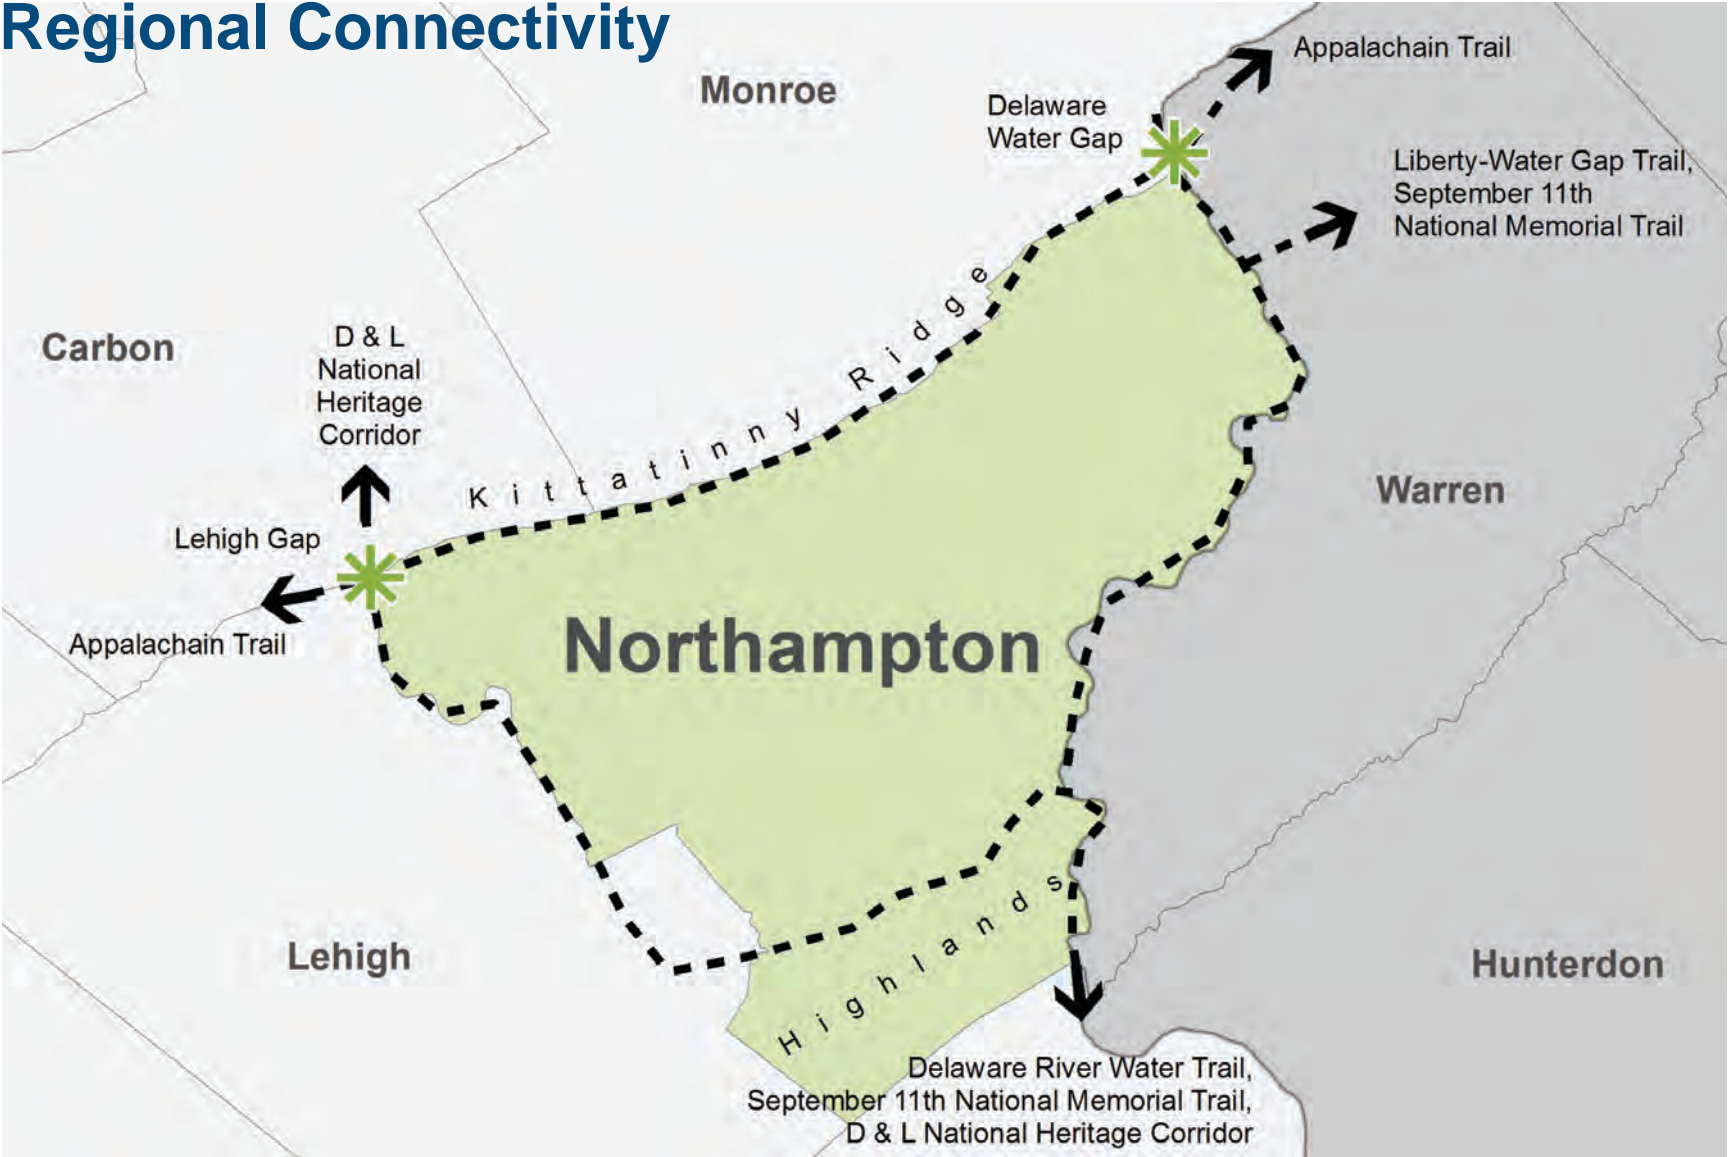 Regional Connectivity
Appalachain Trail
Monroe
Delaware
Water Gap
Liberty-Water Gap Trail,
September 11th
National Memorial Trail
Carbon
D & L
National
Heritage
Corridor
Kittatinny Ridge
Warren
Lehigh Gap
Appalachain Trail
Northampton
Highlands
Lehigh
Hunterdon
Delaware River Water Trail,
September 11th National Memorial Trail,
D & L National Heritage Corridor